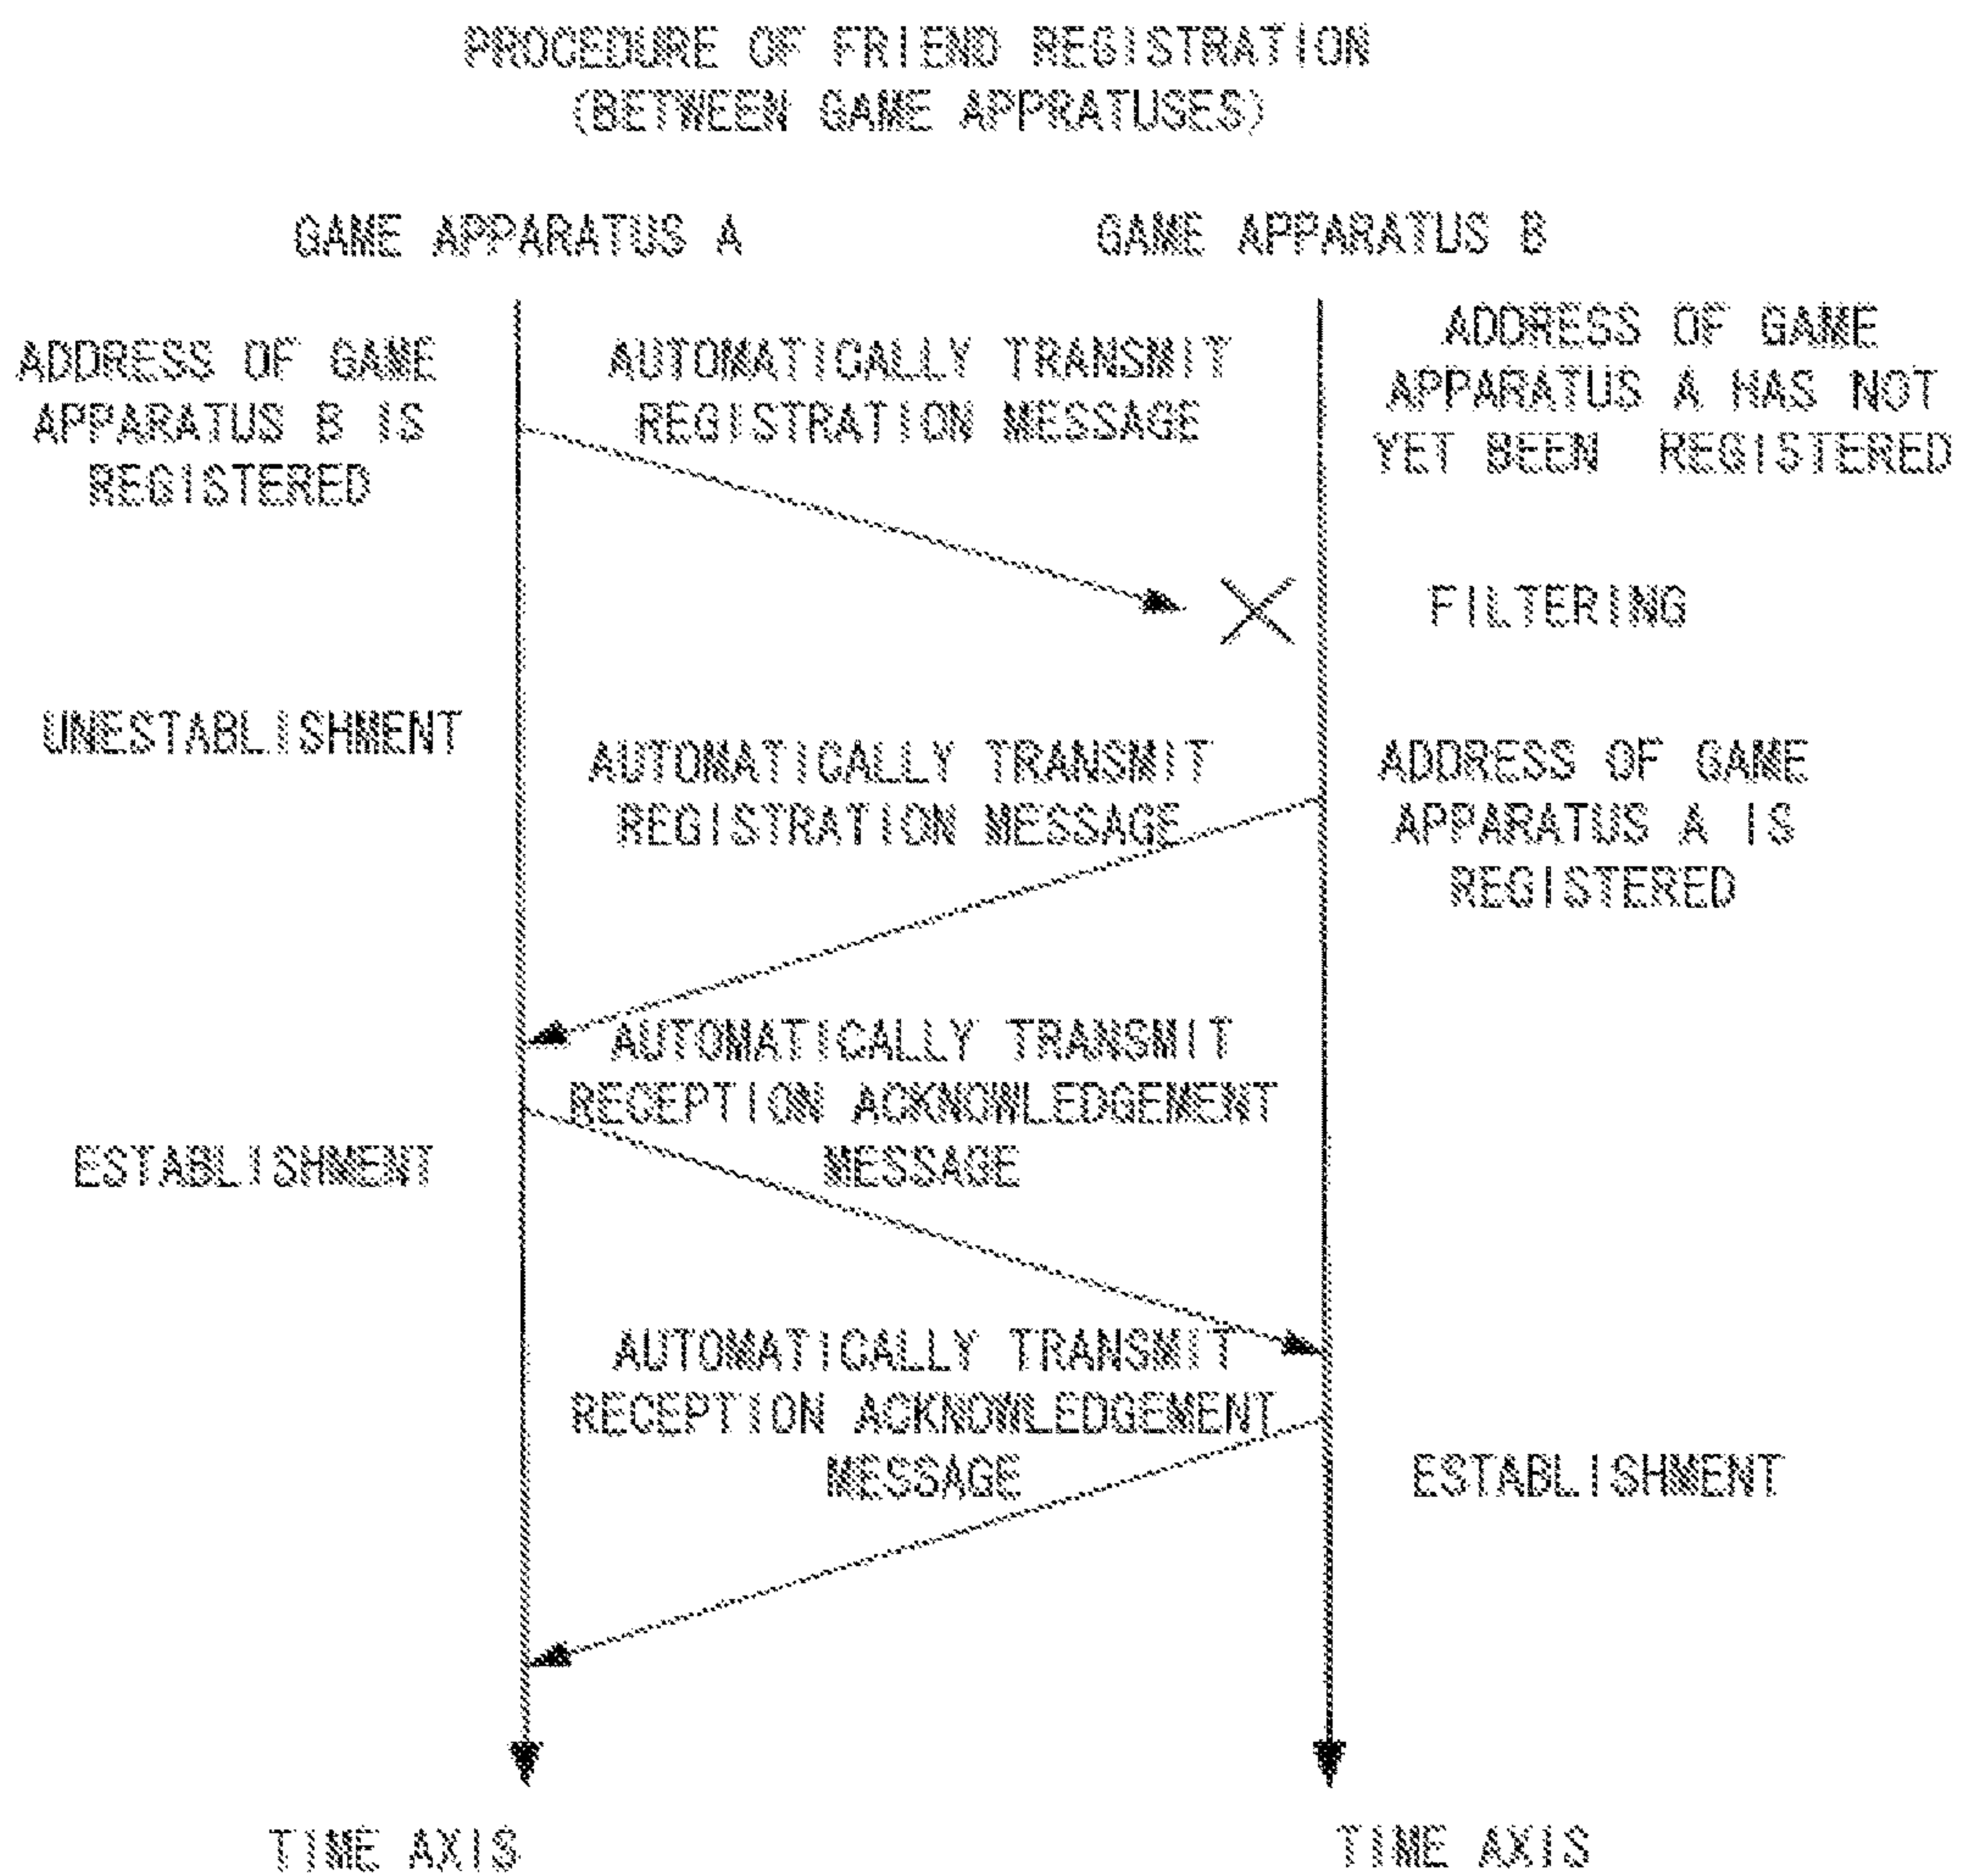 PROCEDURE OF FRIEND REGISTRATION
(BETWEEN GAME APPRATUSES)
GAME APPARATUS A
GAME APPARATUS B
ADDRESS OF GAME
APPARATUS B IS
REGISTERED
AUTOMATICALLY TRANSMIT
REGISTRATION MESSAGE
ADDRESS OF GAME
APPARATUS A HAS NOT
YET BEEN REGISTERED
FILTERING
UNESTABLISHMENT
AUTOMATICALLY TRANSMIT
REGISTRATION MESSAGE
ADDRESS OF GAME
APPARATUS A IS
REGISTERED
AUTOMATICALLY TRANSMIT
RECEPTION ACKNOWLEDGEMENT
MESSAGE
ESTABLISHMENT
AUTOMATICALLY TRANSMIT
RECEPTION ACKNOWLEDGEMENT
MESSAGE
ESTABLISHMENT
TIME AXIS
TIME AXIS